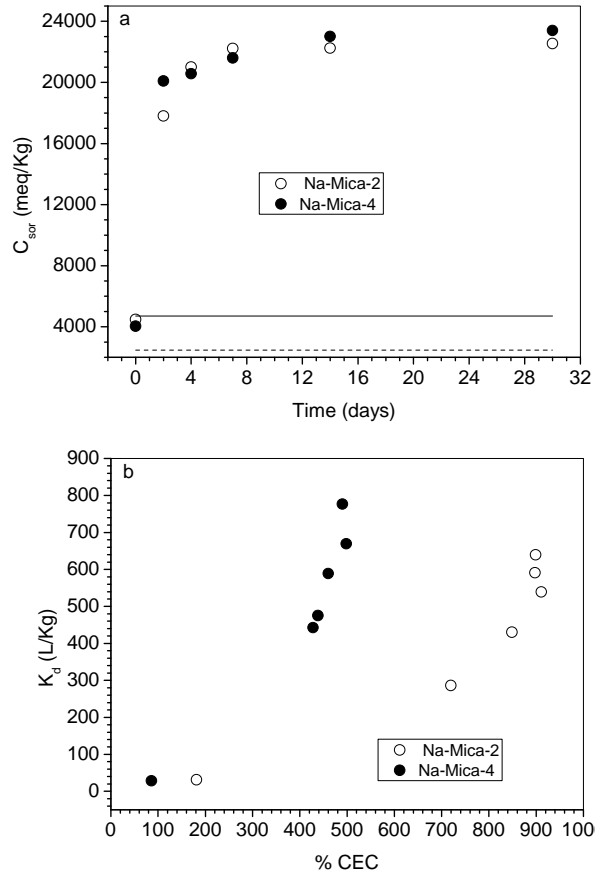 a
24000
20000
16000
12000
8000
4000
C_sor (meq/Kg)
Na-Mica-2
Na-Mica-4
0 4 8 12 16 20 24 28 32
Time (days)
b
900
800
700
600
500
400
300
200
100
0
K_d (L/Kg)
Na-Mica-2
Na-Mica-4
0 100 200 300 400 500 600 700 800 900 1000
% CEC